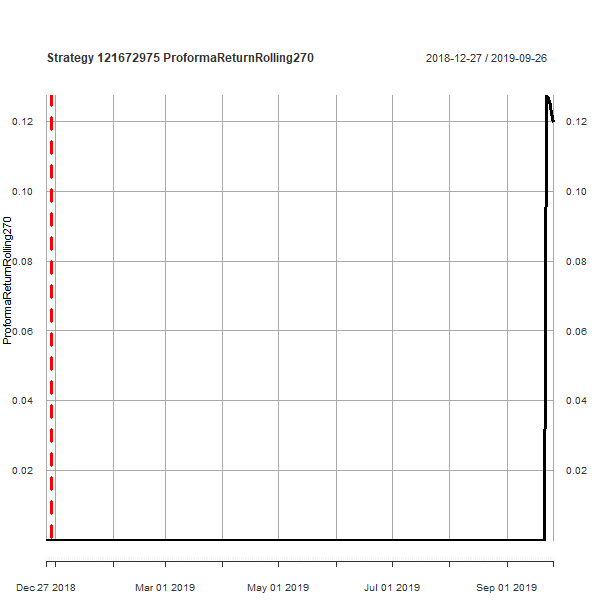 Strategy 121672975 ProformaReturnRolling270
2018-12-27 / 2019-09-26
ProformaReturnRolling270
0.12 0.12
0.10 0.10
0.08 0.08
0.06 0.06
0.04 0.04
0.02 0.02
Dec 27 2018 Mar 01 2019 May 01 2019 Jul 01 2019 Sep 01 2019